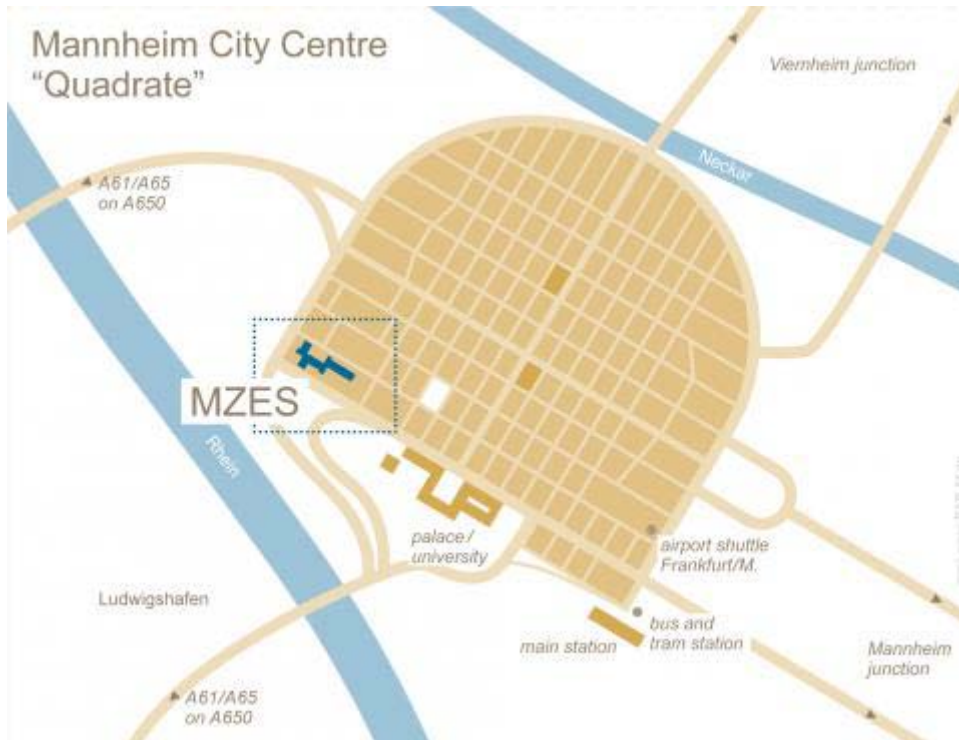 Mannheim City Centre
“Quadrate”
Viernheim junction
Neckar
A61/A65
on A650
MZES
Rhein
palace/
university
airport shuttle
Frankfurt/M.
Ludwigshafen
bus and
tram station
main station
Mannheim
junction
A61/A65
on A650